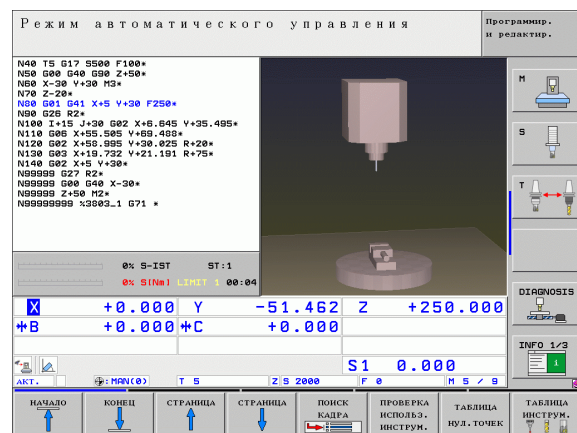 Режим автоматического управления
Программир.
и редактир.
N40 T5 G17 S500 F100*
N50 G00 G40 G90 Z+50*
N60 X-30 Y+30 M3*
N70 Z-20*
N80 G01 G41 X+5 Y+30 F250*
N90 G26 R2*
N100 I+15 J+30 G02 X+6.645 Y+35.495*
N110 G06 X+55.505 Y+69.488*
N120 G02 X+58.995 Y+30.025 R+20*
N130 G03 X+19.732 Y+21.191 R+75*
N140 G02 X+5 Y+30*
N99999 G27 R2*
N99999 G00 G40 X-30*
N99999 Z+50 M2*
N99999999 %3803_1 G71 *
0% S-IST ST:1
0% S[Nm] LIMIT 1 00:04
X +0.000 Y -51.462 Z +250.000
B +0.000 C +0.000
S1 0.000
АКТ. : MAN(0) T 5 Z S 2000 F 0 M 5 / 9
M
S
T
DIAGNOSIS
INFO 1/3
НАЧАЛО
КОНЕЦ
СТРАНИЦА
СТРАНИЦА
ПОИСК
КАДРА
ПРОВЕРКА
ИСПОЛЬЗ.
ИНСТРУМ.
ТАБЛИЦА
НУЛ.ТОЧЕК
ТАБЛИЦА
ИНСТРУМ.